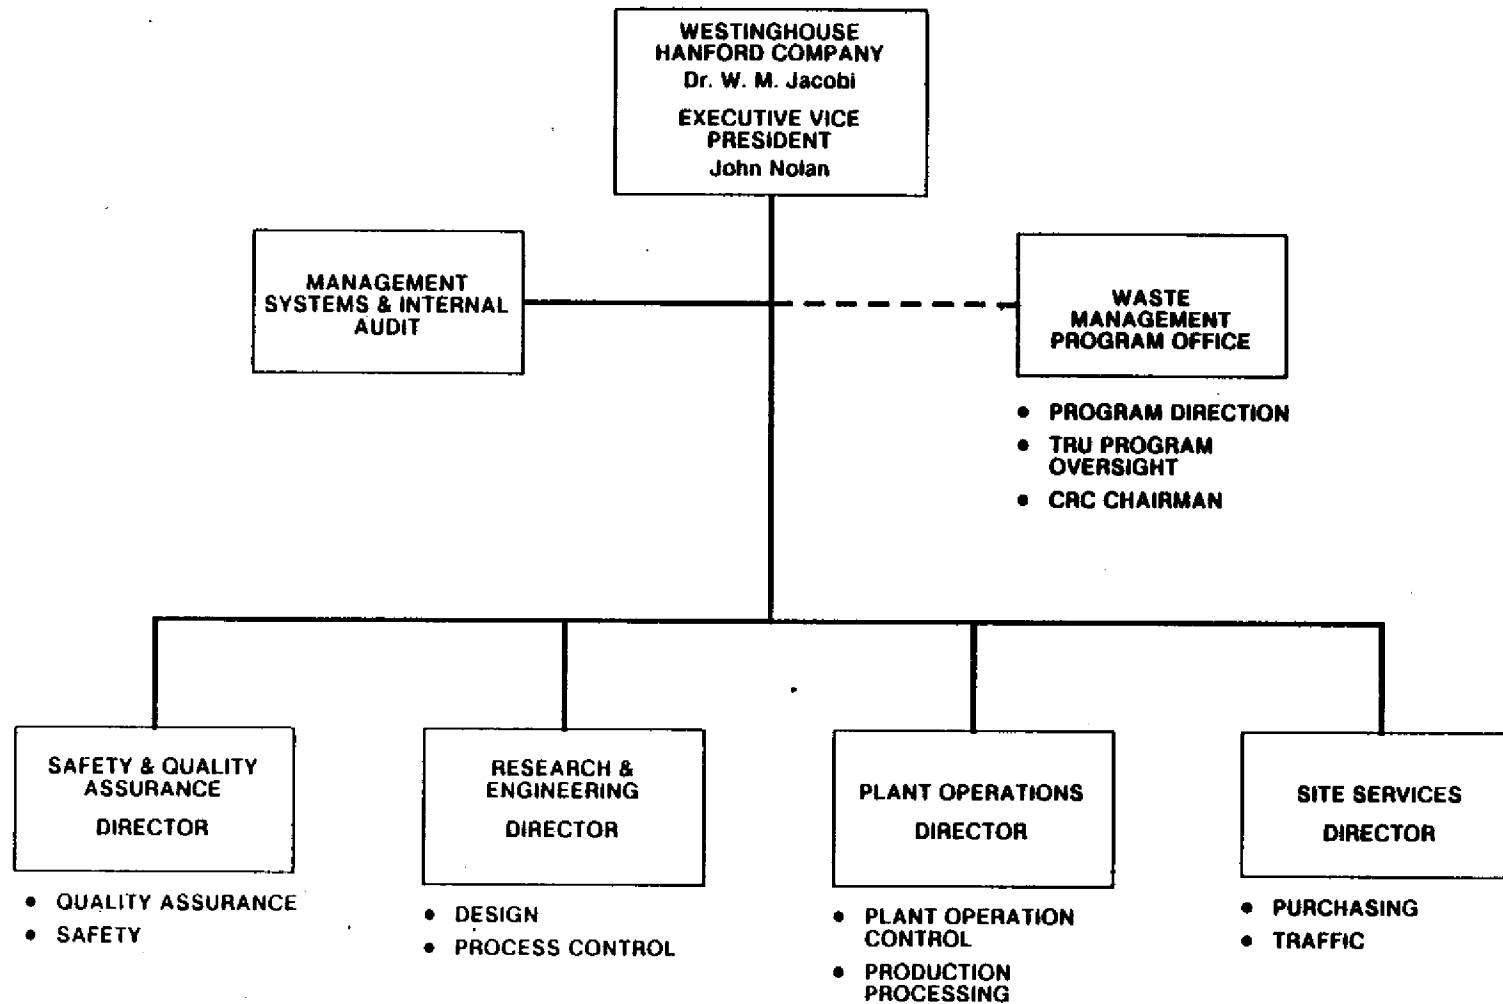 WESTINGHOUSE
HANFORD COMPANY
Dr. W. M. Jacobi
EXECUTIVE VICE
PRESIDENT
John Nolan
MANAGEMENT
SYSTEMS & INTERNAL
AUDIT
WASTE
MANAGEMENT
PROGRAM OFFICE
• PROGRAM DIRECTION
• TRU PROGRAM
OVERSIGHT
• CRC CHAIRMAN
SAFETY & QUALITY
ASSURANCE
DIRECTOR
• QUALITY ASSURANCE
• SAFETY
RESEARCH &
ENGINEERING
DIRECTOR
• DESIGN
• PROCESS CONTROL
PLANT OPERATIONS
DIRECTOR
• PLANT OPERATION
CONTROL
• PRODUCTION
PROCESSING
SITE SERVICES
DIRECTOR
• PURCHASING
• TRAFFIC